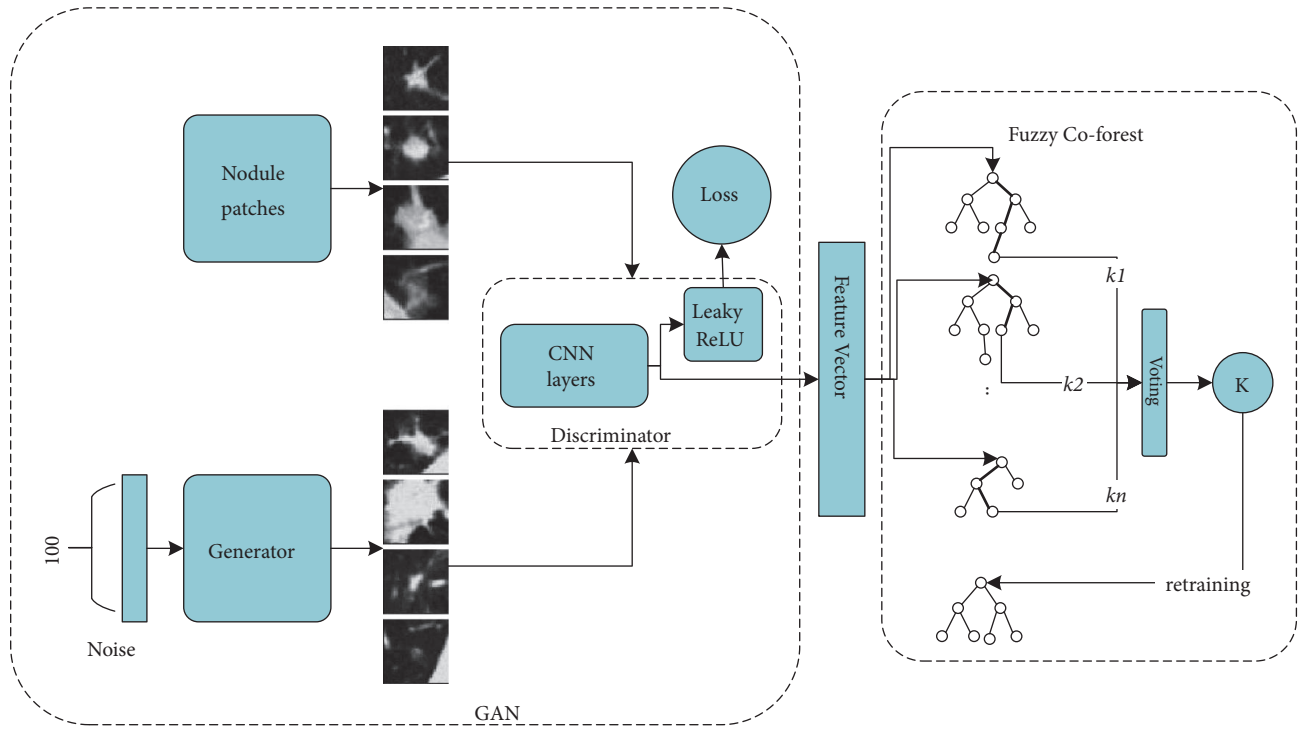 Nodule
patches
Loss
Leaky
ReLU
CNN
layers
Discriminator
100
Noise
Generator
GAN
Feature Vector
Fuzzy Co-forest
k1
k2
:
kn
Voting
K
retraining